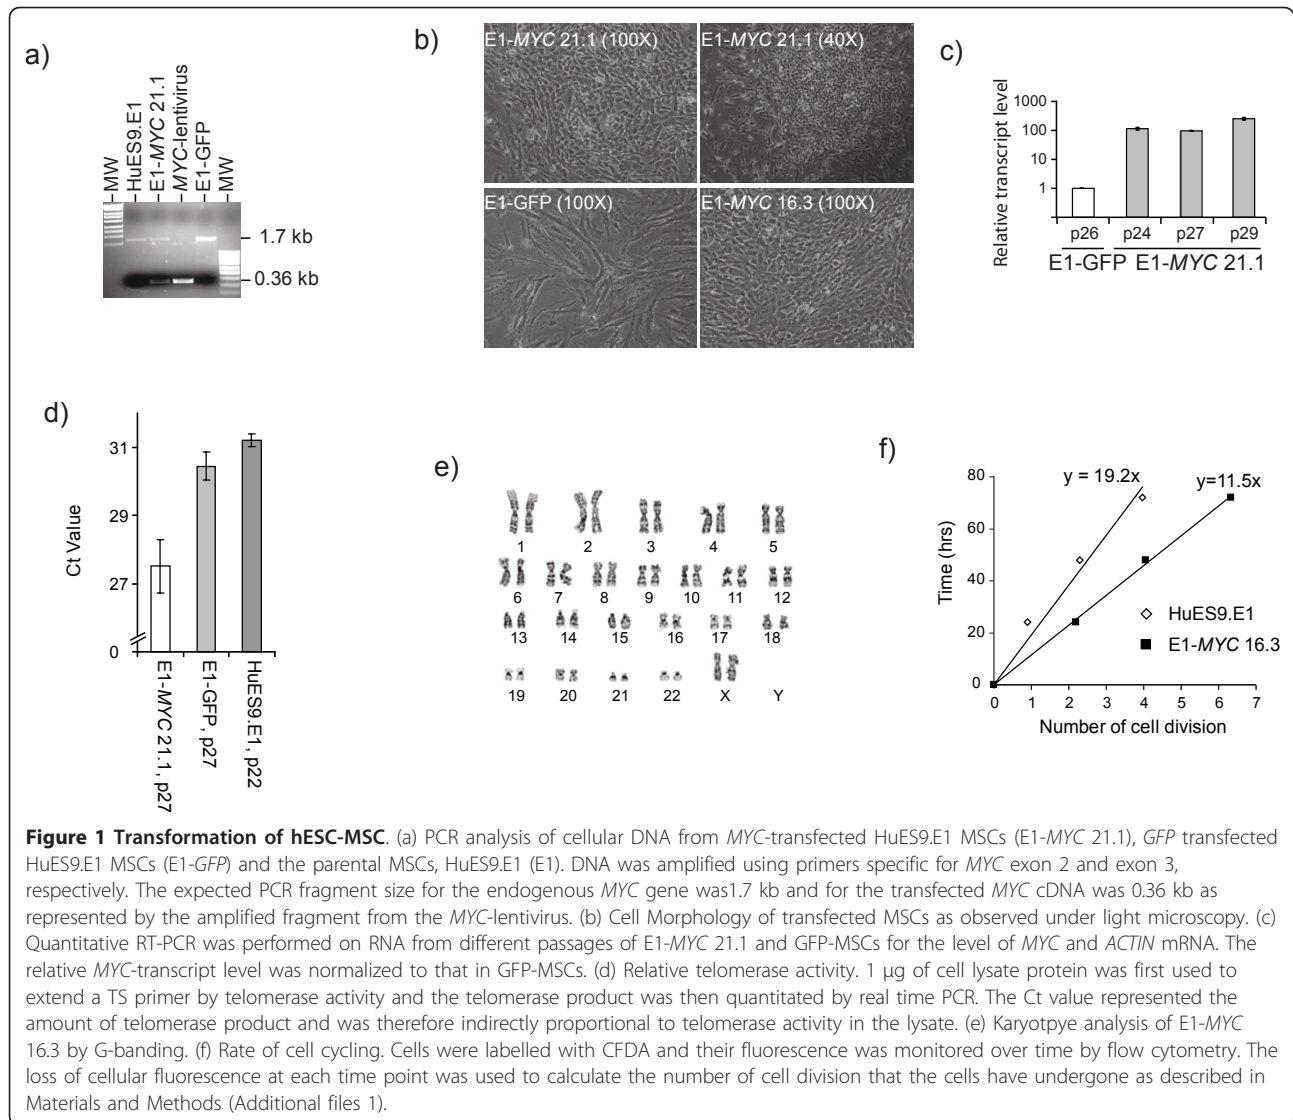 a)
MW
HuES9.E1
E1-MYC 21.1
MYC-lentivirus
E1-GFP
MW
1.7 kb
0.36 kb
b)
E1-MYC 21.1 (100X)
E1-MYC 21.1 (40X)
E1-GFP (100X)
E1-MYC 16.3 (100X)
c)
Relative transcript level
1000
100
10
1
p26 p24 p27 p29
E1-GFP E1-MYC 21.1
d)
Ct Value
31
29
27
0
E1-MYC 21.1, p27
E1-GFP, p27
HuES9.E1, p22
e)
1 2 3 4 5
6 7 8 9 10 11 12
13 14 15 16 17 18
19 20 21 22 X Y
f)
Time (hrs)
80
60
40
20
0
y = 19.2x
y=11.5x
HuES9.E1
E1-MYC 16.3
0 1 2 3 4 5 6 7
Number of cell division
Figure 1 Transformation of hESC-MSC. (a) PCR analysis of cellular DNA from MYC-transfected HuES9.E1 MSCs (E1-MYC 21.1), GFP transfected
HuES9.E1 MSCs (E1-GFP) and the parental MSCs, HuES9.E1 (E1). DNA was amplified using primers specific for MYC exon 2 and exon 3,
respectively. The expected PCR fragment size for the endogenous MYC gene was1.7 kb and for the transfected MYC cDNA was 0.36 kb as
represented by the amplified fragment from the MYC-lentivirus. (b) Cell Morphology of transfected MSCs as observed under light microscopy. (c)
Quantitative RT-PCR was performed on RNA from different passages of E1-MYC 21.1 and GFP-MSCs for the level of MYC and ACTIN mRNA. The
relative MYC-transcript level was normalized to that in GFP-MSCs. (d) Relative telomerase activity. 1 μg of cell lysate protein was first used to
extend a TS primer by telomerase activity and the telomerase product was then quantitated by real time PCR. The Ct value represented the
amount of telomerase product and was therefore indirectly proportional to telomerase activity in the lysate. (e) Karyotpye analysis of E1-MYC
16.3 by G-banding. (f) Rate of cell cycling. Cells were labelled with CFDA and their fluorescence was monitored over time by flow cytometry. The
loss of cellular fluorescence at each time point was used to calculate the number of cell division that the cells have undergone as described in
Materials and Methods (Additional files 1).